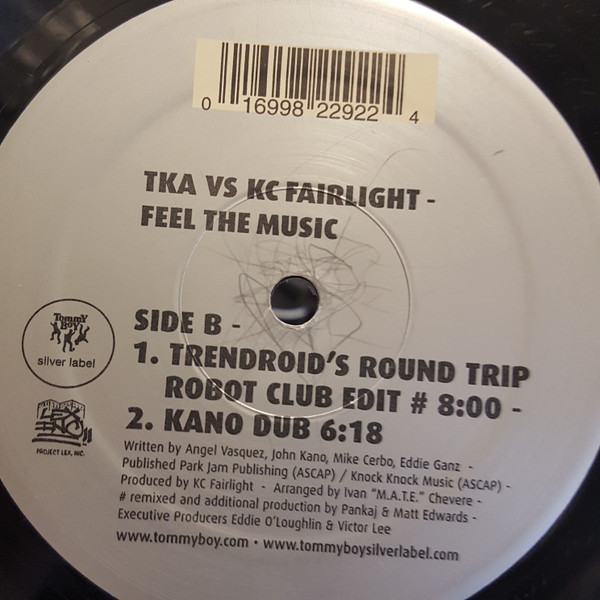 0 16998 22922 4
TKA VS KC FAIRLIGHT -
FEEL THE MUSIC
SIDE B -
1. TRENDROID'S ROUND TRIP
ROBOT CLUB EDIT # 8:00 -
2. KANO DUB 6:18
Tommy
Boy
silver label
PROJECT LEX, INC.
Written by Angel Vasquez, John Kano, Mike Cerbo, Eddie Ganz -
Published Park Jam Publishing (ASCAP) / Knock Knock Music (ASCAP) -
Produced by KC Fairlight - Arranged by Ivan "M.A.T.E." Chevere -
# remixed and additional production by Pankaj & Matt Edwards -
Executive Producers Eddie O'Loughlin & Victor Lee
www.tommyboy.com • www.tommyboysilverlabel.com